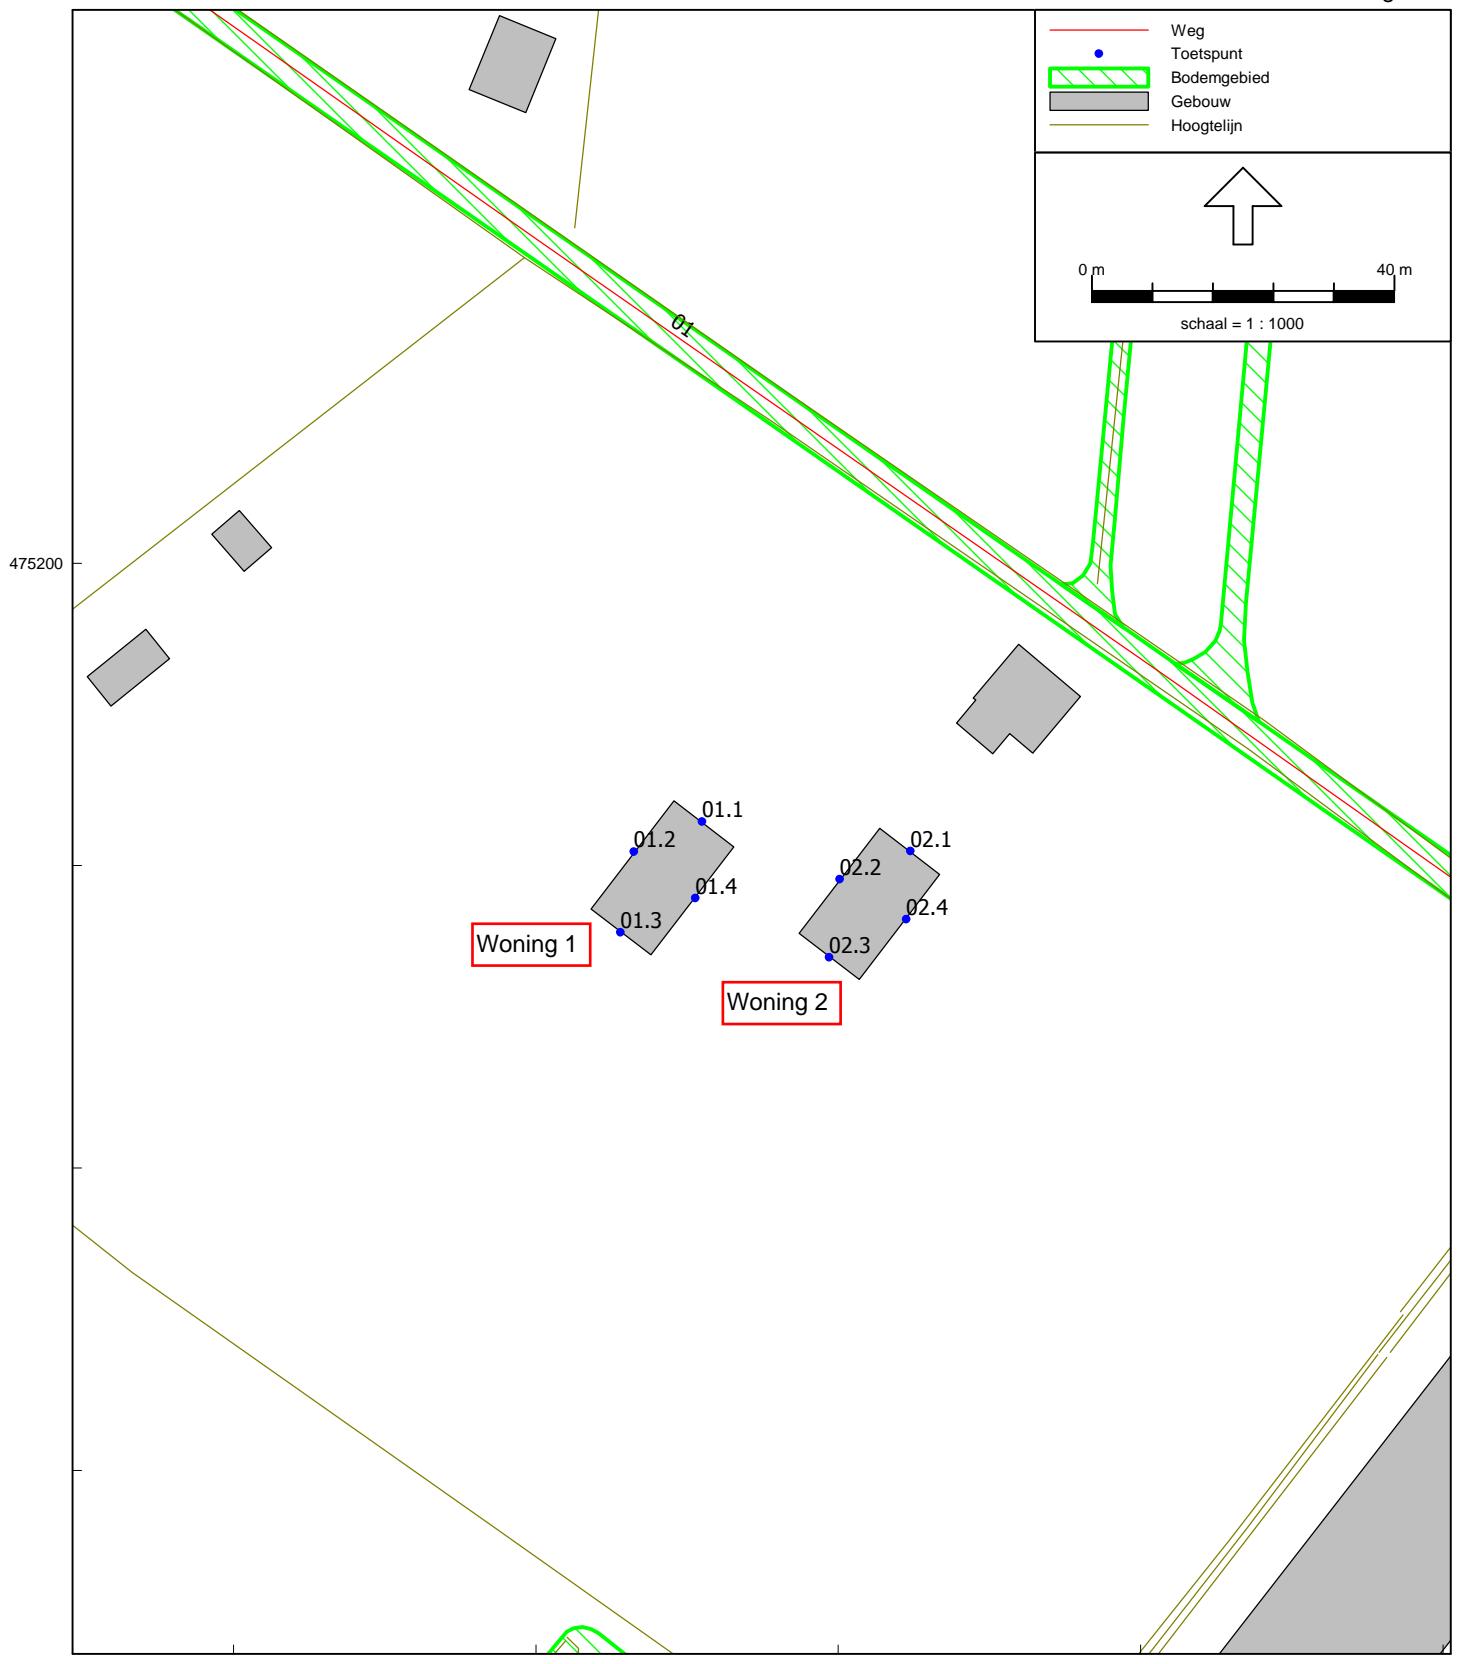 Weg
Toetspunt
Bodemgebied
Gebouw
Hoogtelijn
0 m 40 m
schaal = 1 : 1000
01
475200
01.1
01.2
02.1
02.2
01.4
02.4
01.3
Woning 1
02.3
Woning 2